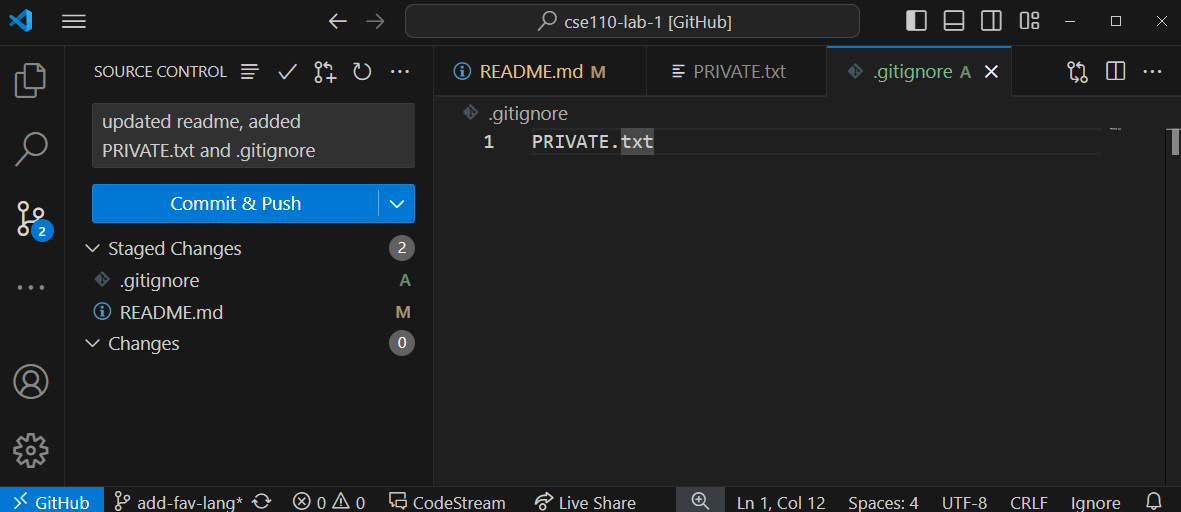 cse110-lab-1 [GitHub]
SOURCE CONTROL
README.md M
PRIVATE.txt
.gitignore A
updated readme, added
PRIVATE.txt and .gitignore
Commit & Push
2
Staged Changes 2
.gitignore A
README.md M
Changes 0
.gitignore
1 PRIVATE.txt
GitHub add-fav-lang* 0 0 CodeStream Live Share Ln 1, Col 12 Spaces: 4 UTF-8 CRLF Ignore